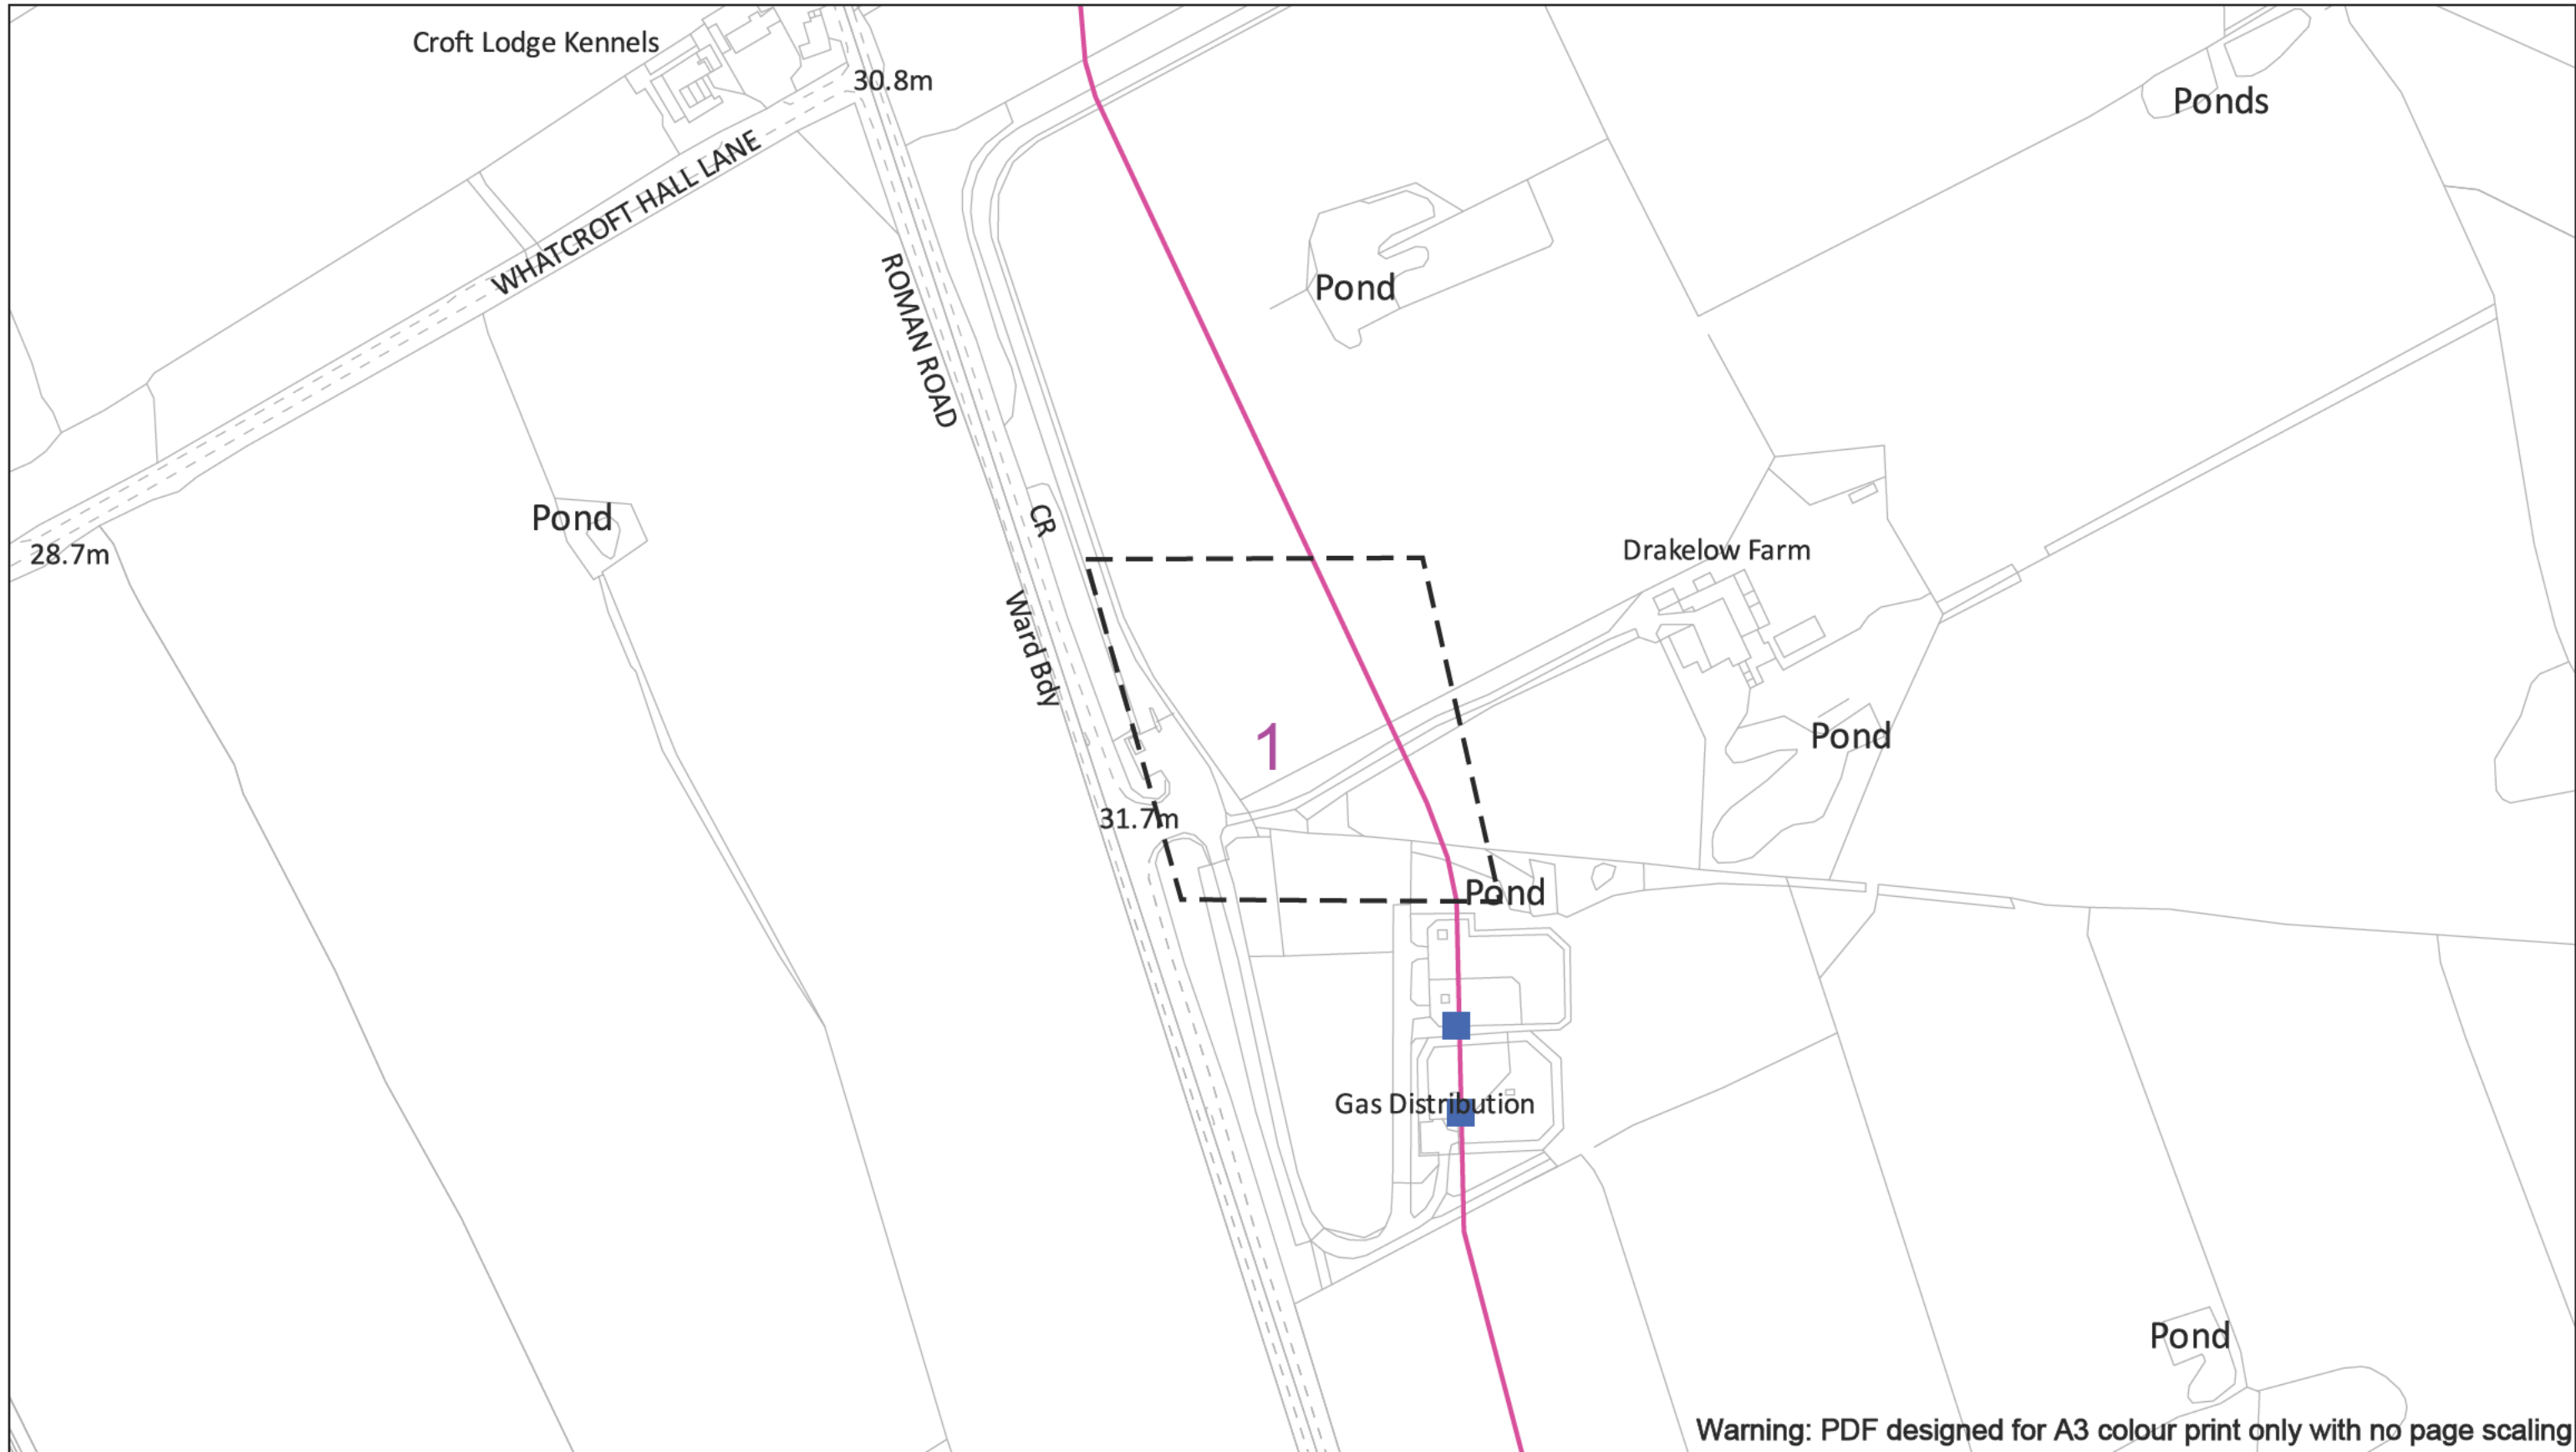 Croft Lodge Kennels
30.8m
Ponds
WHATCROFT HALL LANE
Pond
ROMAN ROAD
Pond
CR
28.7m
Drakelow Farm
Ward Bdy
1
Pond
31.7m
Pond
Gas Distribution
Pond
Warning: PDF designed for A3 colour print only with no page scaling